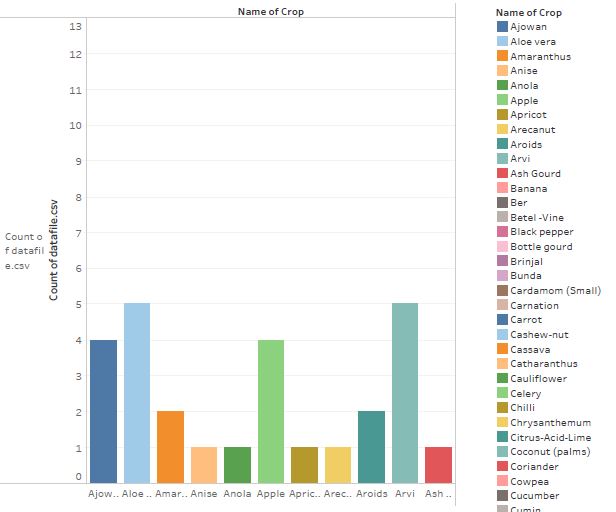 Name of Crop
13
12
11
10
9
8
7
6
5
4
3
2
1
0
Count of datafile.csv
Count o
f datafil
e.csv
Ajow.. Aloe .. Amar.. Anise Anola Apple Apric.. Arec.. Aroids Arvi Ash ..
Name of Crop
Ajowan
Aloe vera
Amaranthus
Anise
Anola
Apple
Apricot
Arecanut
Aroids
Arvi
Ash Gourd
Banana
Ber
Betel -Vine
Black pepper
Bottle gourd
Brinjal
Bunda
Cardamom (Small)
Carnation
Carrot
Cashew-nut
Cassava
Catharanthus
Cauliflower
Celery
Chilli
Chrysanthemum
Citrus-Acid-Lime
Coconut (palms)
Coriander
Cowpea
Cucumber
Cumin